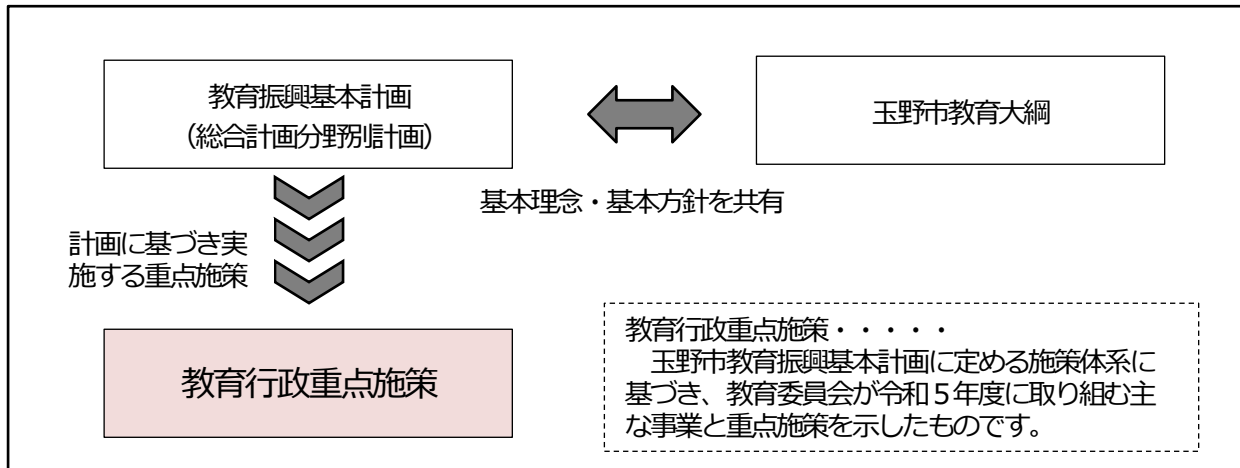 教育振興基本計画
（総合計画分野別計画）
玉野市教育大綱
基本理念・基本方針を共有
計画に基づき実
施する重点施策
教育行政重点施策
教育行政重点施策・・・・・
　玉野市教育振興基本計画に定める施策体系に
基づき、教育委員会が令和５年度に取り組む主
な事業と重点施策を示したものです。